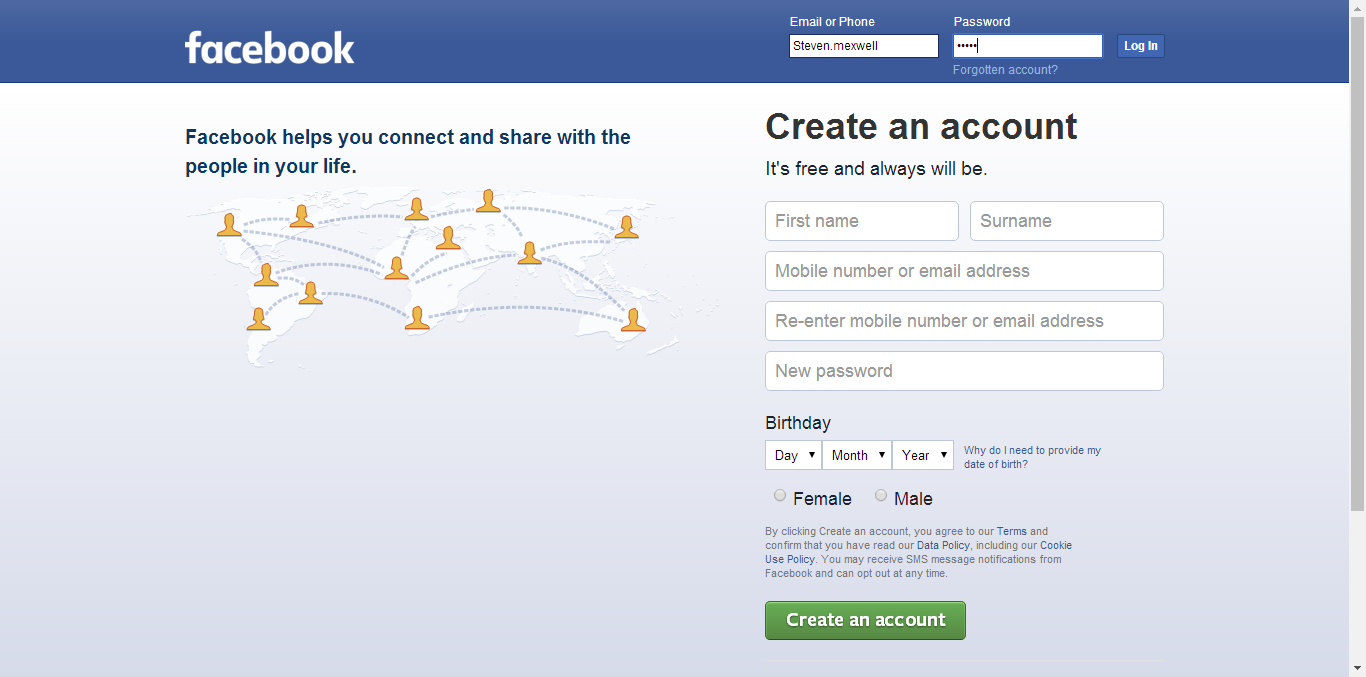 facebook
Email or Phone
Password
Steven.mexwell
•••••
Log In
Forgotten account?
Facebook helps you connect and share with the
people in your life.
Create an account
It's free and always will be.
First name
Surname
Mobile number or email address
Re-enter mobile number or email address
New password
Birthday
Day
Month
Year
Why do I need to provide my
date of birth?
Female
Male
By clicking Create an account, you agree to our Terms and
confirm that you have read our Data Policy, including our Cookie
Use Policy. You may receive SMS message notifications from
Facebook and can opt out at any time.
Create an account